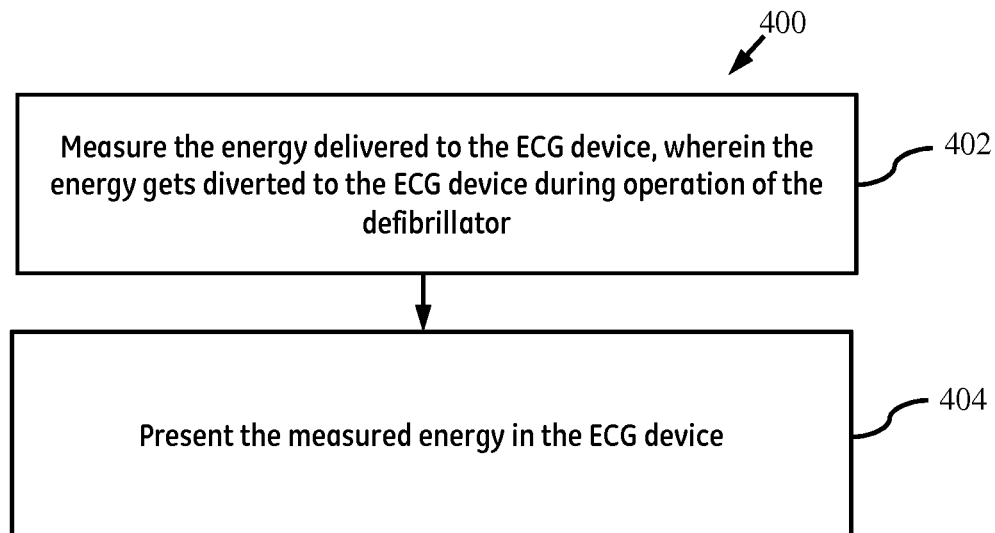 400
Measure the energy delivered to the ECG device, wherein the
energy gets diverted to the ECG device during operation of the
defibrillator
402
Present the measured energy in the ECG device
404